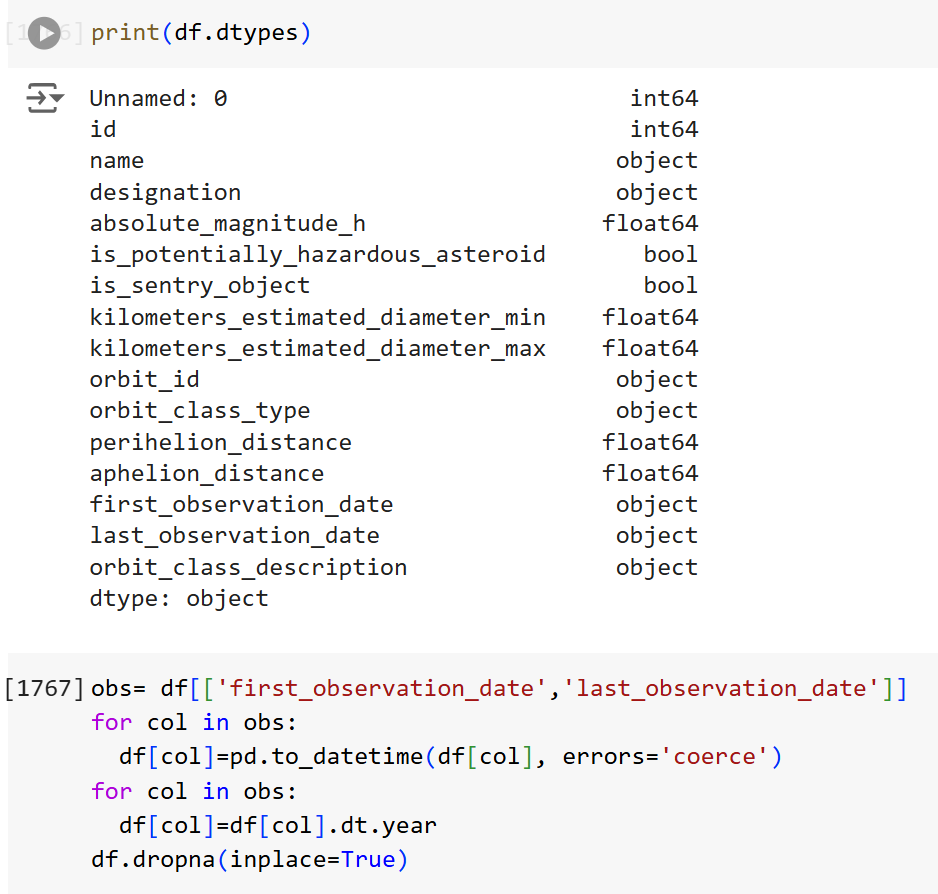 print(df.dtypes)
Unnamed: 0 int64
id int64
name object
designation object
absolute_magnitude_h float64
is_potentially_hazardous_asteroid bool
is_sentry_object bool
kilometers_estimated_diameter_min float64
kilometers_estimated_diameter_max float64
orbit_id object
orbit_class_type object
perihelion_distance float64
aphelion_distance float64
first_observation_date object
last_observation_date object
orbit_class_description object
dtype: object
[1767] obs= df[['first_observation_date','last_observation_date']]
for col in obs:
  df[col]=pd.to_datetime(df[col], errors='coerce')
for col in obs:
  df[col]=df[col].dt.year
df.dropna(inplace=True)